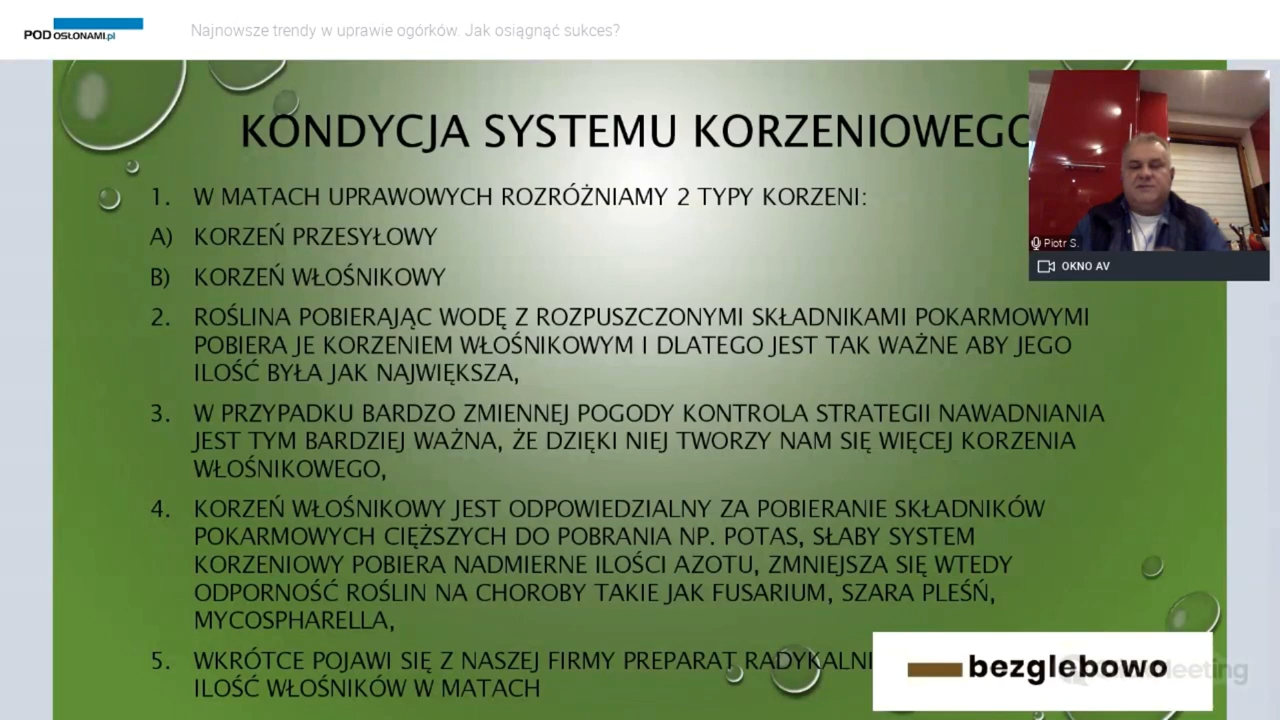 POD OSŁONAMI.pl
Najnowsze trendy w uprawie ogórków. Jak osiągnąć sukces?
KONDYCJA SYSTEMU KORZENIOWEGO
1. W MATACH UPRAWOWYCH ROZRÓŻNIAMY 2 TYPY KORZENI:
A) KORZEŃ PRZESYŁOWY
B) KORZEŃ WŁOŚNIKOWY
2. ROŚLINA POBIERAJĄC WODĘ Z ROZPUSZCZONYMI SKŁADNIKAMI POKARMOWYMI
POBIERA JE KORZENIEM WŁOŚNIKOWYM I DLATEGO JEST TAK WAŻNE ABY JEGO
ILOŚĆ BYŁA JAK NAJWIĘKSZA,
3. W PRZYPADKU BARDZO ZMIENNEJ POGODY KONTROLA STRATEGII NAWADNIANIA
JEST TYM BARDZIEJ WAŻNA, ŻE DZIĘKI NIEJ TWORZY NAM SIĘ WIĘCEJ KORZENIA
WŁOŚNIKOWEGO,
4. KORZEŃ WŁOŚNIKOWY JEST ODPOWIEDZIALNY ZA POBIERANIE SKŁADNIKÓW
POKARMOWYCH CIĘŻSZYCH DO POBRANIA NP. POTAS, SŁABY SYSTEM
KORZENIOWY POBIERA NADMIERNE ILOŚCI AZOTU, ZMNIEJSZA SIĘ WTEDY
ODPORNOŚĆ ROŚLIN NA CHOROBY TAKIE JAK FUSARIUM, SZARA PLEŚŃ,
MYCOSPHARELLA,
5. WKRÓTCE POJAWI SIĘ Z NASZEJ FIRMY PREPARAT RADYKALNI
ILOŚĆ WŁOŚNIKÓW W MATACH
Piotr S.
OKNO AV
bezglebowo